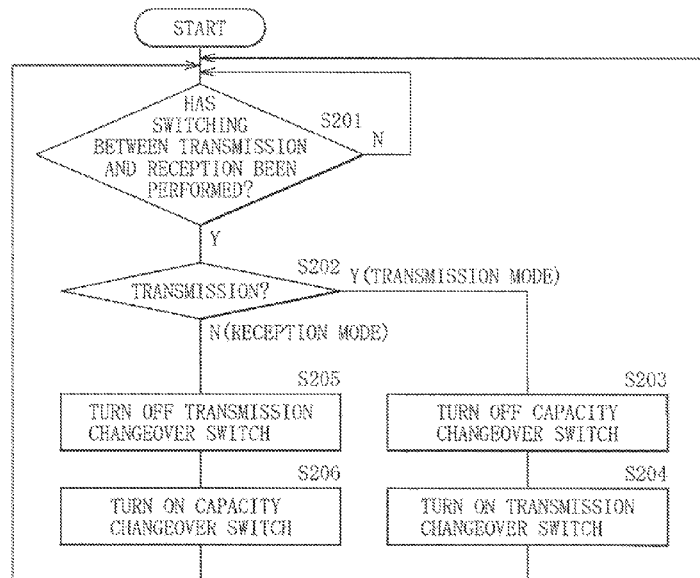 START
HAS
SWITCHING
BETWEEN TRANSMISSION
AND RECEPTION BEEN
PERFORMED?
S201
N
Y
S202
TRANSMISSION?
Y(TRANSMISSION MODE)
N(RECEPTION MODE)
S205
TURN OFF TRANSMISSION
CHANGEOVER SWITCH
S203
TURN OFF CAPACITY
CHANGEOVER SWITCH
S206
TURN ON CAPACITY
CHANGEOVER SWITCH
S204
TURN ON TRANSMISSION
CHANGEOVER SWITCH